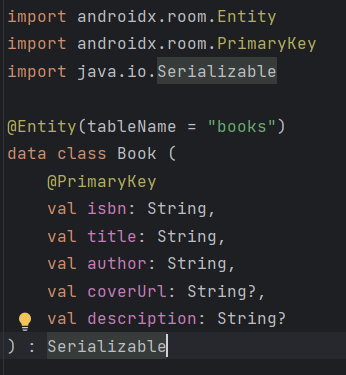 import androidx.room.Entity
import androidx.room.PrimaryKey
import java.io.Serializable

@Entity(tableName = "books")
data class Book (
    @PrimaryKey
    val isbn: String,
    val title: String,
    val author: String,
    val coverUrl: String?,
    val description: String?
) : Serializable